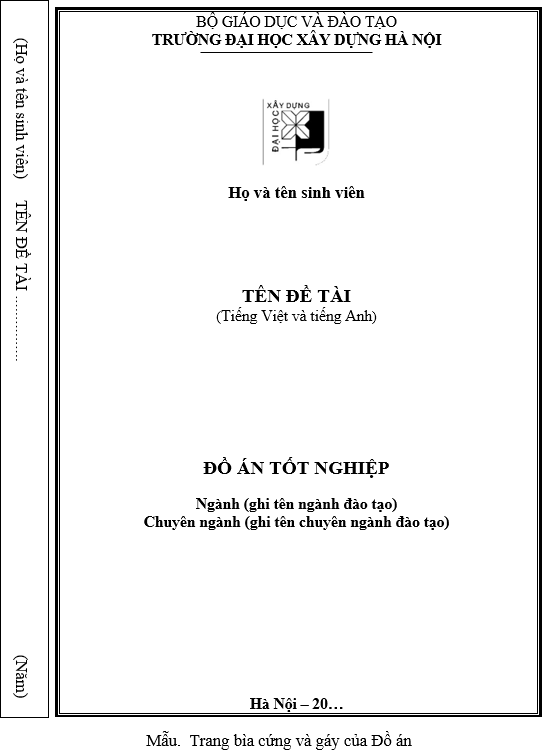 BỘ GIÁO DỤC VÀ ĐÀO TẠO
TRƯỜNG ĐẠI HỌC XÂY DỰNG HÀ NỘI
XÂY DỰNG
ĐẠI HỌC
Họ và tên sinh viên
TÊN ĐỀ TÀI
(Tiếng Việt và tiếng Anh)
ĐỒ ÁN TỐT NGHIỆP
Ngành (ghi tên ngành đào tạo)
Chuyên ngành (ghi tên chuyên ngành đào tạo)
Hà Nội – 20…
(Họ và tên sinh viên) TÊN ĐỀ TÀI …………… (Năm)
Mẫu. Trang bìa cứng và gáy của Đồ án